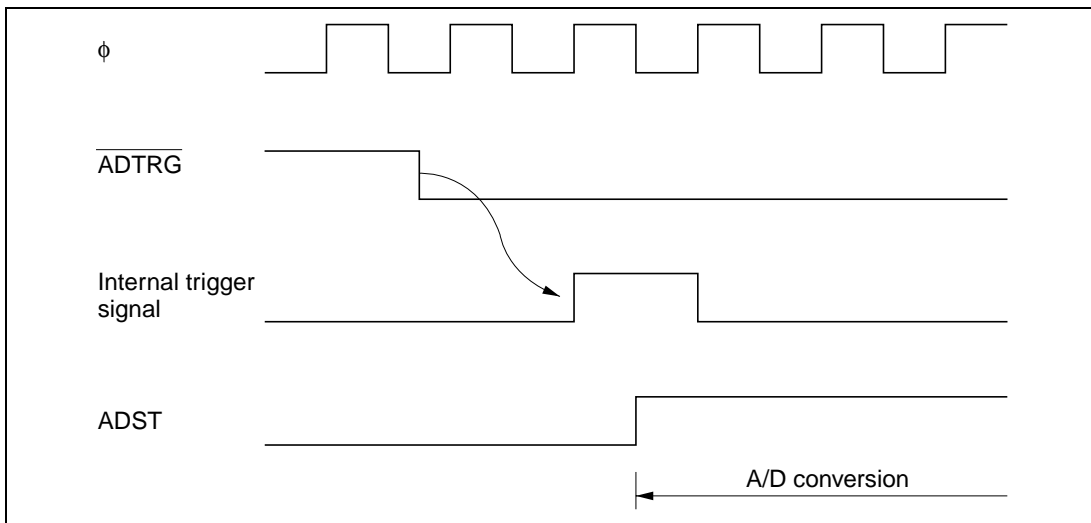 ϕ
ADTRG
Internal trigger
signal
ADST
A/D conversion